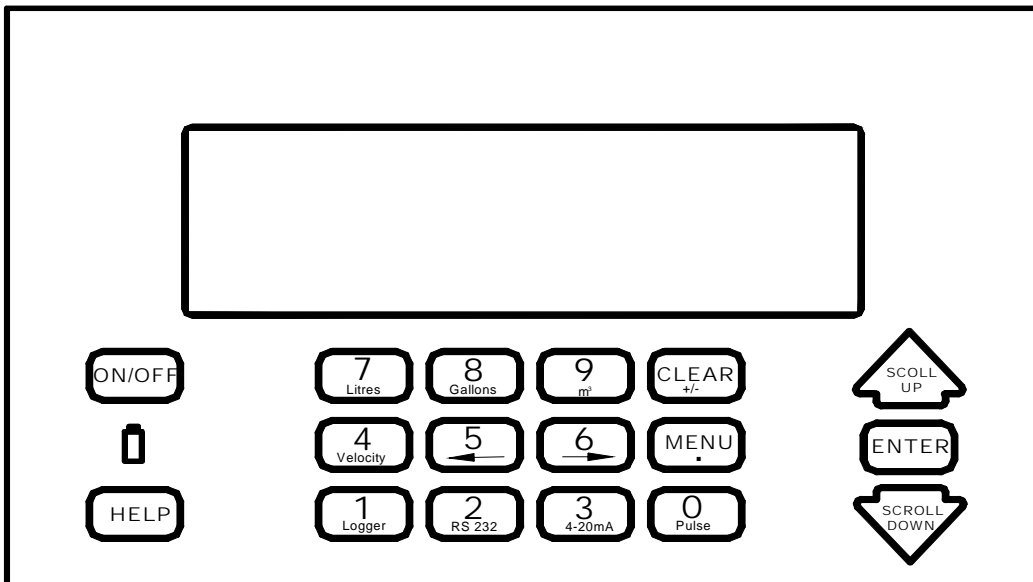 ON/OFF
7
Litres
8
Gallons
9
m³
CLEAR
+/-
SCOLL
UP
4
Velocity
5
6
MENU
.
ENTER
HELP
1
Logger
2
RS 232
3
4-20mA
0
Pulse
SCROLL
DOWN